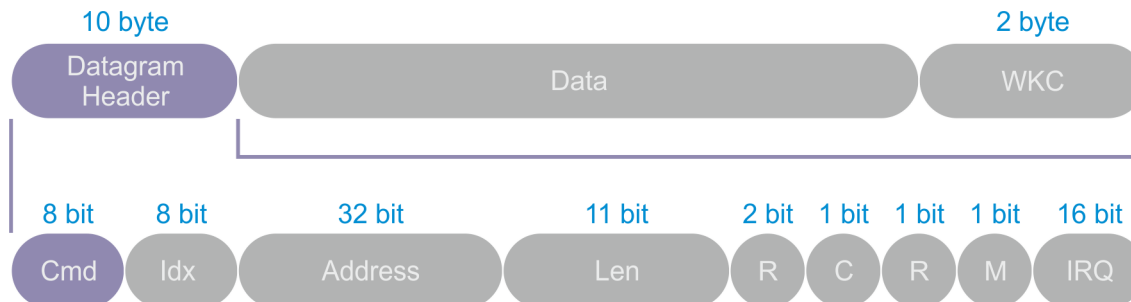 10 byte
2 byte
Datagram
Header
Data
WKC
8 bit
8 bit
32 bit
11 bit
2 bit
1 bit
1 bit
1 bit
16 bit
Cmd
Idx
Address
Len
R
C
R
M
IRQ